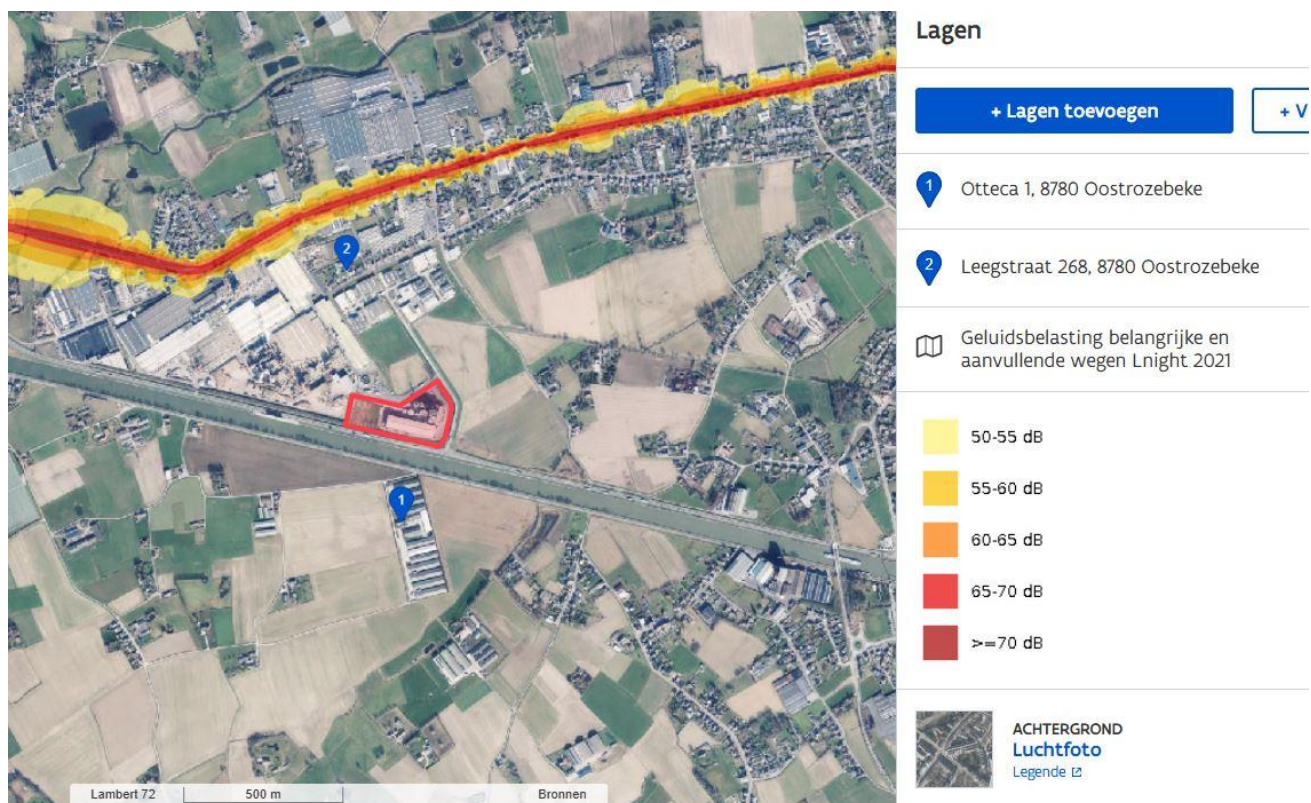 Lagen
+ Lagen toevoegen
+ V
1
Otteca 1, 8780 Oostrozebeke
2
Leegstraat 268, 8780 Oostrozebeke
Geluidsbelasting belangrijke en
aanvullende wegen Lnight 2021
50-55 dB
55-60 dB
60-65 dB
65-70 dB
>=70 dB
ACHTERGROND
Luchtfoto
Legende
2
1
Lambert 72
500 m
Bronnen